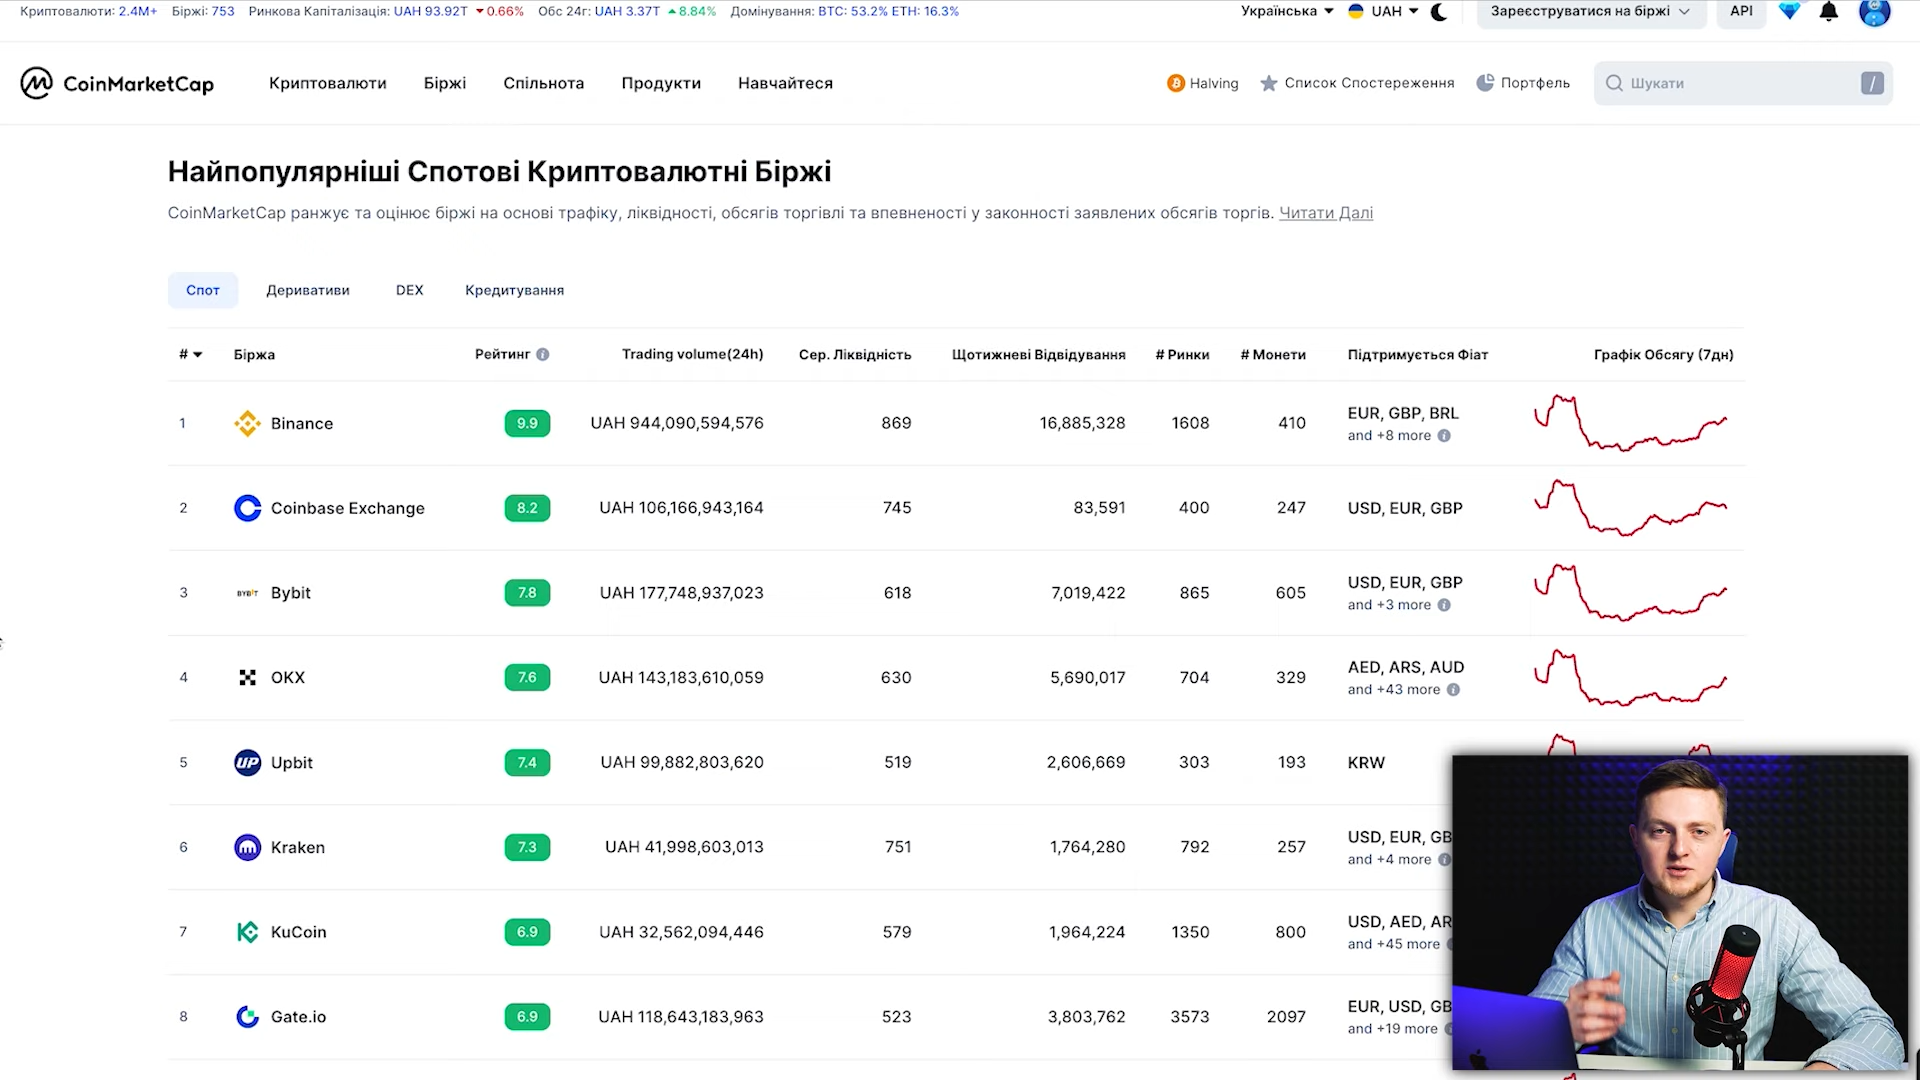 Криптовалюти: 2.4M+ Біржі: 753 Ринкова Капіталізація: UAH 93.92T 0.66% Обс 24г: UAH 3.37T 8.84% Домінування: BTC: 53.2% ETH: 16.3% Українська UAH Зареєструватися на біржі API
CoinMarketCap Криптовалюти Біржі Спільнота Продукти Навчайтеся Halving Список Спостереження Портфель Шукати /
Найпопулярніші Спотові Криптовалютні Біржі
CoinMarketCap ранжує та оцінює біржі на основі трафіку, ліквідності, обсягів торгівлі та впевненості у законності заявлених обсягів торгів. Читати Далі
Спот Деривативи DEX Кредитування
# Біржа Рейтинг Trading volume(24h) Сер. Ліквідність Щотижневі Відвідування # Ринки # Монети Підтримується Фіат Графік Обсягу (7дн)
1 Binance 9.9 UAH 944,090,594,576 869 16,885,328 1608 410 EUR, GBP, BRL
and +8 more
2 Coinbase Exchange 8.2 UAH 106,166,943,164 745 83,591 400 247 USD, EUR, GBP
3 BYBIT Bybit 7.8 UAH 177,748,937,023 618 7,019,422 865 605 USD, EUR, GBP
and +3 more
4 OKX 7.6 UAH 143,183,610,059 630 5,690,017 704 329 AED, ARS, AUD
and +43 more
5 UP Upbit 7.4 UAH 99,882,803,620 519 2,606,669 303 193 KRW
6 Kraken 7.3 UAH 41,998,603,013 751 1,764,280 792 257 USD, EUR, GB
and +4 more
7 KuCoin 6.9 UAH 32,562,094,446 579 1,964,224 1350 800 USD, AED, AR
and +45 more
8 Gate.io 6.9 UAH 118,643,183,963 523 3,803,762 3573 2097 EUR, USD, GB
and +19 more